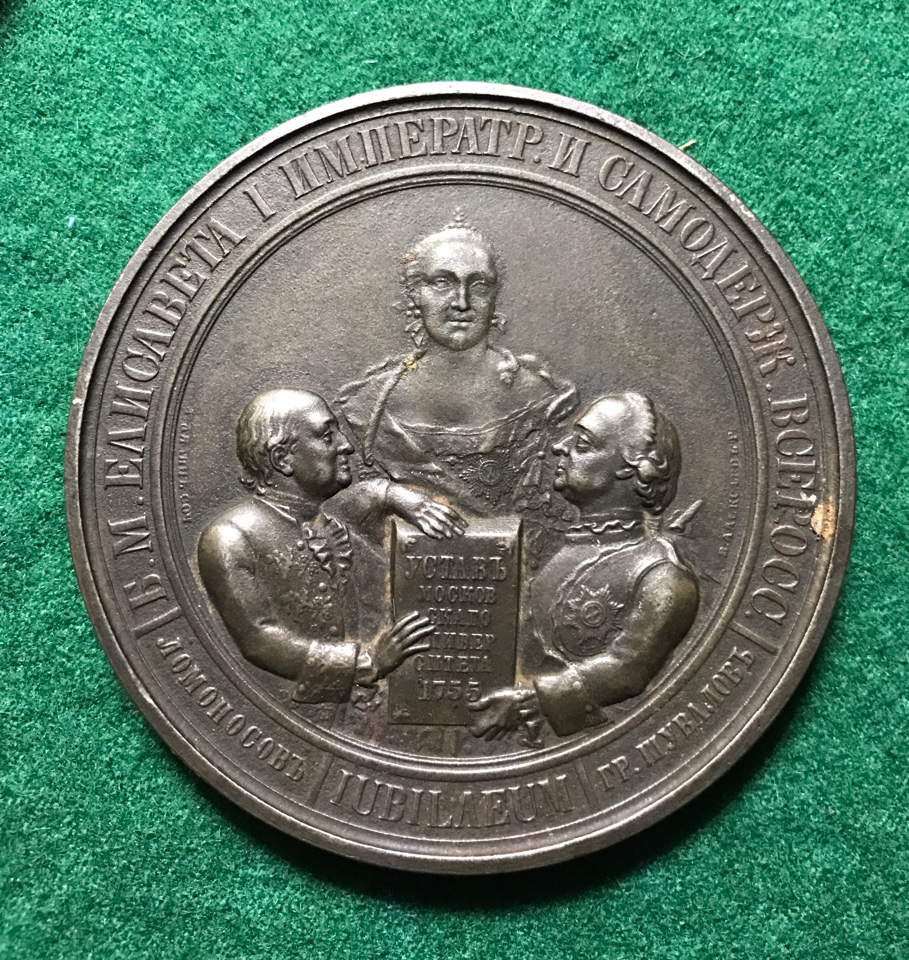 Б. М. ЕЛИСАВЕТА I ИМПЕРАТР. И САМОДЕРЖ. ВСЕРОСС.
УСТАВЪ
МОСКОВ
СКАГО
УНИВЕР
СИТЕТА
1755
ЛОМОНОСОВЪ
IUBILAEUM
ГР. ШУВАЛОВЪ